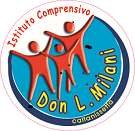 Istituto Comprensivo
Don L. Milani
Caltanissetta